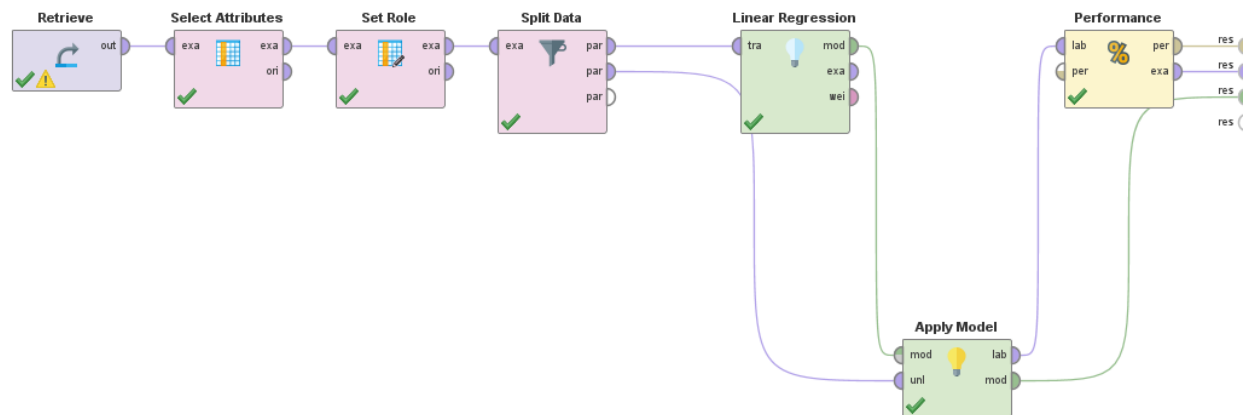 Retrieve
Select Attributes
Set Role
Split Data
Linear Regression
Performance
out
exa
exa
ori
exa
exa
ori
exa
par
par
par
tra
mod
exa
wei
lab
per
per
exa
res
res
res
res
Apply Model
mod
lab
unl
mod